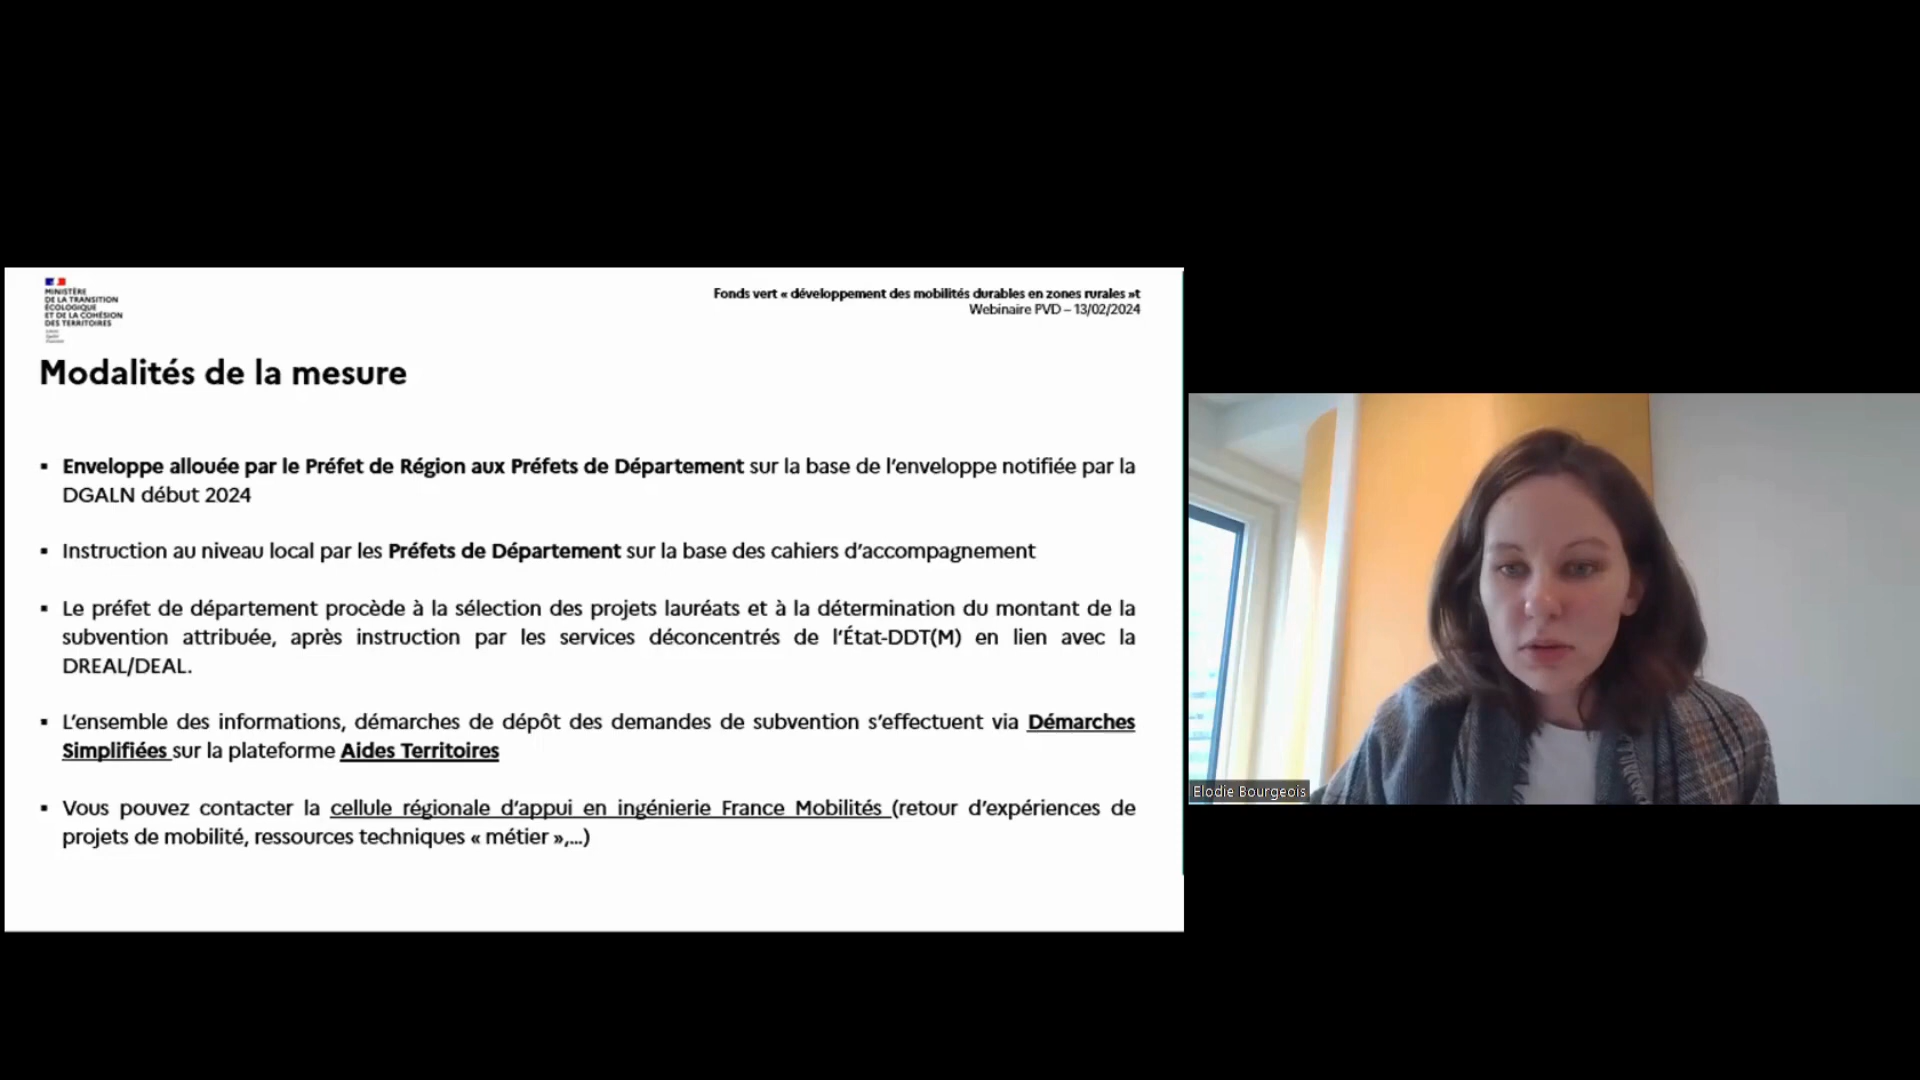 MINISTÈRE
DE LA TRANSITION
ÉCOLOGIQUE
ET DE LA COHÉSION
DES TERRITOIRES
Fonds vert « développement des mobilités durables en zones rurales »t
Webinaire PVD – 13/02/2024
Modalités de la mesure
▪ Enveloppe allouée par le Préfet de Région aux Préfets de Département sur la base de l’enveloppe notifiée par la
DGALN début 2024
▪ Instruction au niveau local par les Préfets de Département sur la base des cahiers d’accompagnement
▪ Le préfet de département procède à la sélection des projets lauréats et à la détermination du montant de la
subvention attribuée, après instruction par les services déconcentrés de l’État-DDT(M) en lien avec la
DREAL/DEAL.
▪ L’ensemble des informations, démarches de dépôt des demandes de subvention s’effectuent via Démarches
Simplifiées sur la plateforme Aides Territoires
▪ Vous pouvez contacter la cellule régionale d’appui en ingénierie France Mobilités (retour d’expériences de
projets de mobilité, ressources techniques « métier »,…)
Elodie Bourgeois